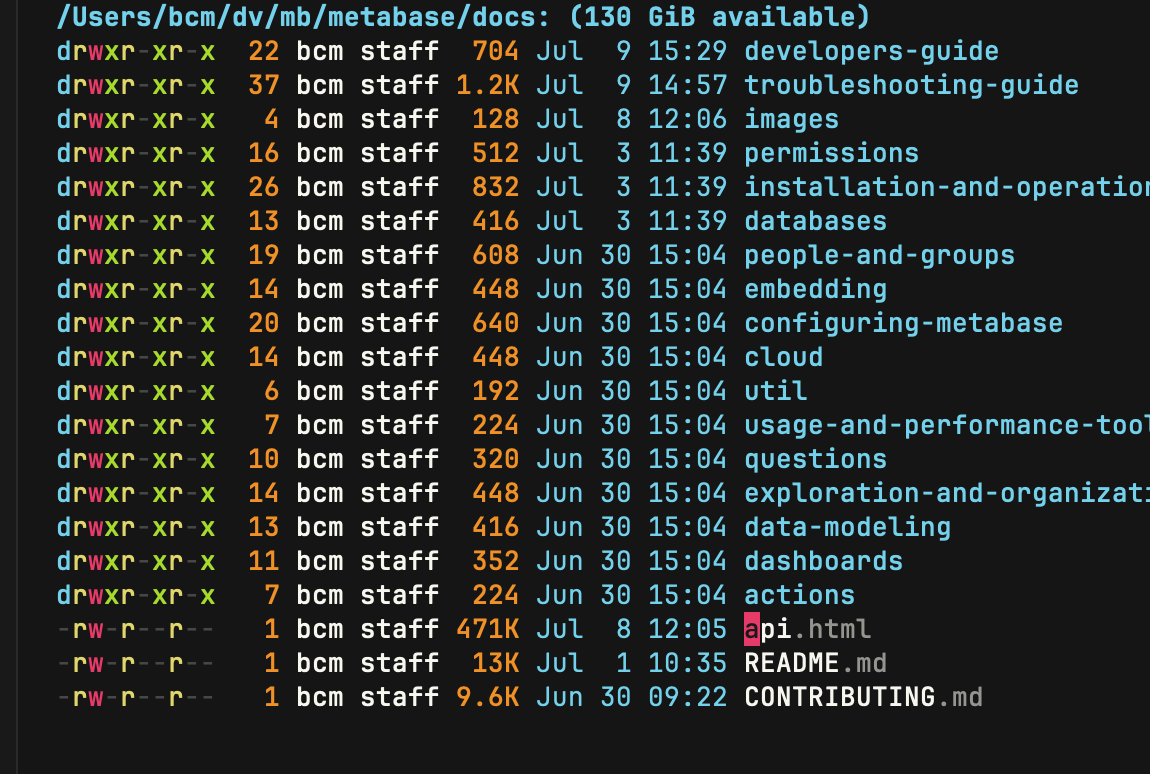 /Users/bcm/dv/mb/metabase/docs: (130 GiB available)
drwxr-xr-x  22 bcm staff  704 Jul  9 15:29 developers-guide
drwxr-xr-x  37 bcm staff 1.2K Jul  9 14:57 troubleshooting-guide
drwxr-xr-x   4 bcm staff  128 Jul  8 12:06 images
drwxr-xr-x  16 bcm staff  512 Jul  3 11:39 permissions
drwxr-xr-x  26 bcm staff  832 Jul  3 11:39 installation-and-operation
drwxr-xr-x  13 bcm staff  416 Jul  3 11:39 databases
drwxr-xr-x  19 bcm staff  608 Jun 30 15:04 people-and-groups
drwxr-xr-x  14 bcm staff  448 Jun 30 15:04 embedding
drwxr-xr-x  20 bcm staff  640 Jun 30 15:04 configuring-metabase
drwxr-xr-x  14 bcm staff  448 Jun 30 15:04 cloud
drwxr-xr-x   6 bcm staff  192 Jun 30 15:04 util
drwxr-xr-x   7 bcm staff  224 Jun 30 15:04 usage-and-performance-tool
drwxr-xr-x  10 bcm staff  320 Jun 30 15:04 questions
drwxr-xr-x  14 bcm staff  448 Jun 30 15:04 exploration-and-organizati
drwxr-xr-x  13 bcm staff  416 Jun 30 15:04 data-modeling
drwxr-xr-x  11 bcm staff  352 Jun 30 15:04 dashboards
drwxr-xr-x   7 bcm staff  224 Jun 30 15:04 actions
-rw-r--r--   1 bcm staff 471K Jul  8 12:05 api.html
-rw-r--r--   1 bcm staff  13K Jul  1 10:35 README.md
-rw-r--r--   1 bcm staff 9.6K Jun 30 09:22 CONTRIBUTING.md